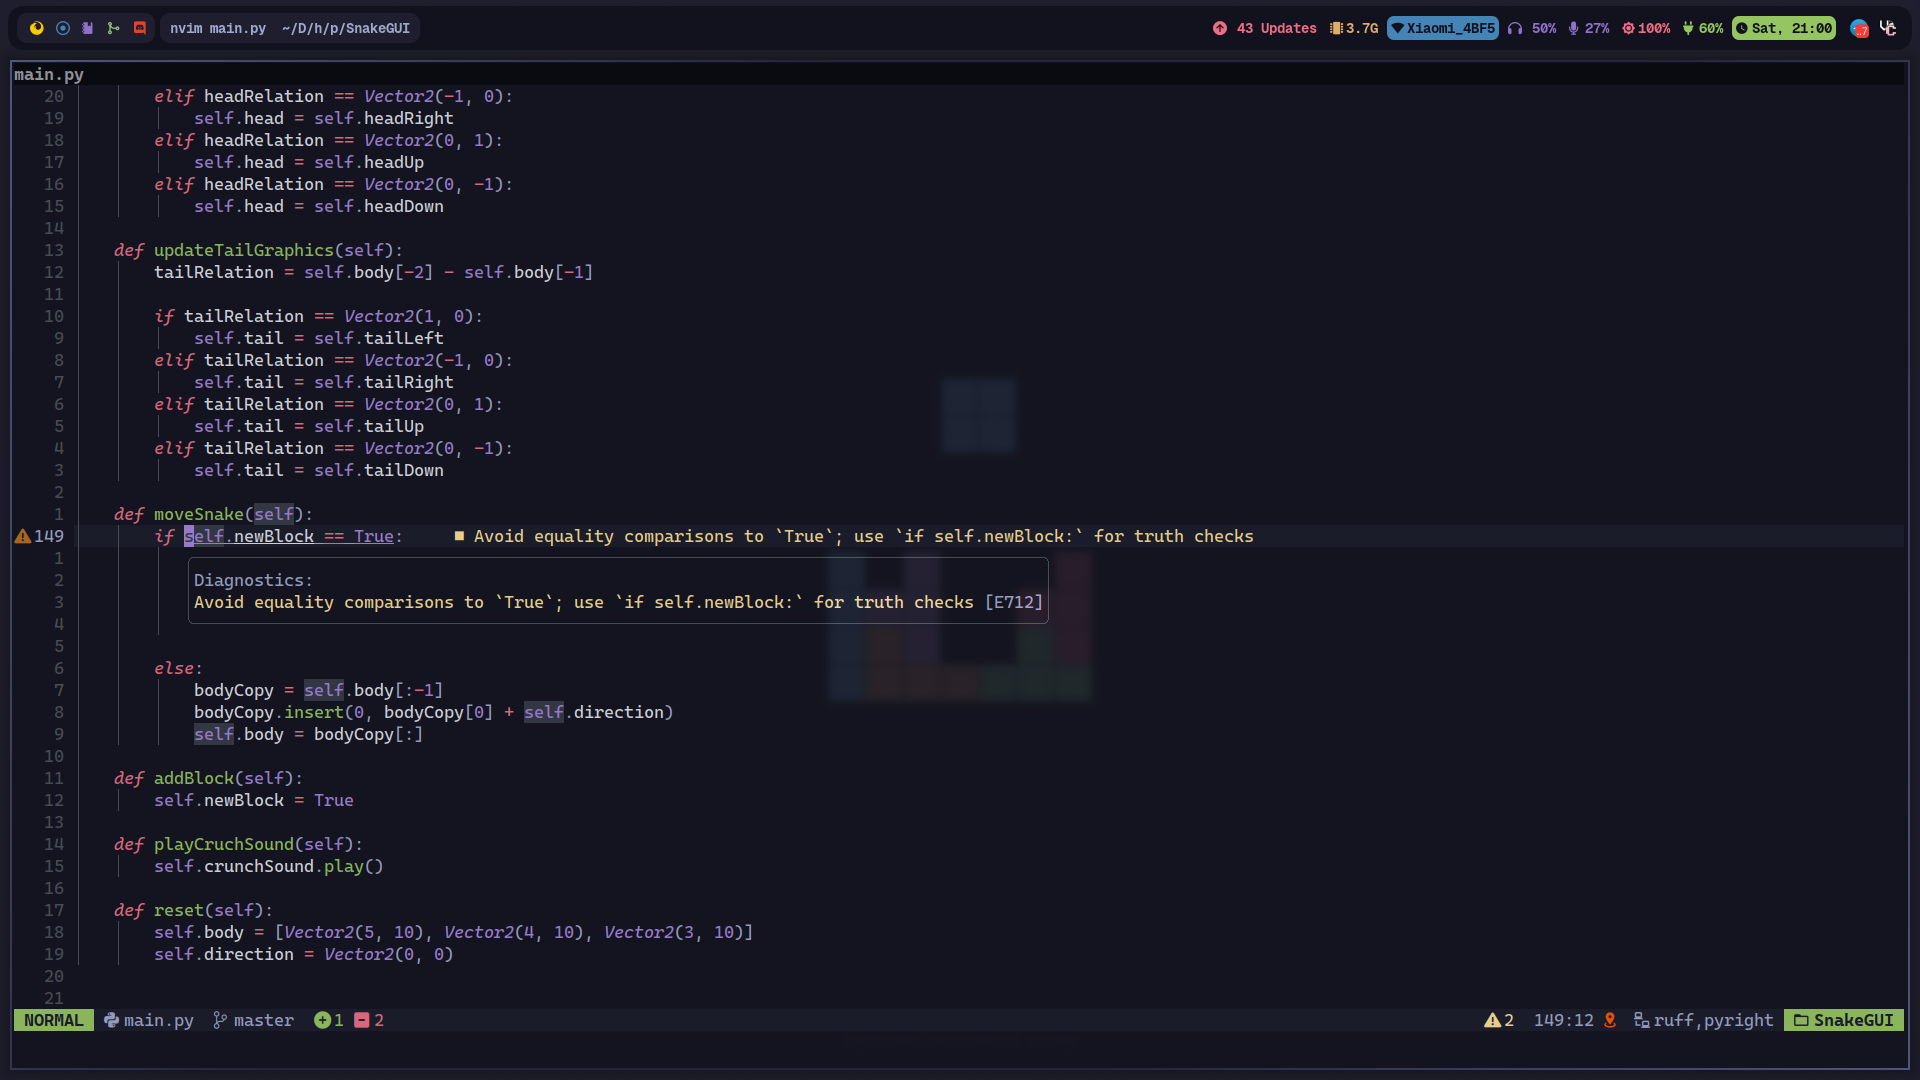 nvim main.py ~/D/h/p/SnakeGUI 43 Updates 3.7G Xiaomi_4BF5 50% 27% 100% 60% Sat, 21:00
main.py
20 elif headRelation == Vector2(-1, 0):
19 self.head = self.headRight
18 elif headRelation == Vector2(0, 1):
17 self.head = self.headUp
16 elif headRelation == Vector2(0, -1):
15 self.head = self.headDown
14
13 def updateTailGraphics(self):
12 tailRelation = self.body[-2] - self.body[-1]
11
10 if tailRelation == Vector2(1, 0):
9 self.tail = self.tailLeft
8 elif tailRelation == Vector2(-1, 0):
7 self.tail = self.tailRight
6 elif tailRelation == Vector2(0, 1):
5 self.tail = self.tailUp
4 elif tailRelation == Vector2(0, -1):
3 self.tail = self.tailDown
2
1 def moveSnake(self):
149 if self.newBlock == True: ■ Avoid equality comparisons to `True`; use `if self.newBlock:` for truth checks
1
2 Diagnostics:
3 Avoid equality comparisons to `True`; use `if self.newBlock:` for truth checks [E712]
4
5
6 else:
7 bodyCopy = self.body[:-1]
8 bodyCopy.insert(0, bodyCopy[0] + self.direction)
9 self.body = bodyCopy[:]
10
11 def addBlock(self):
12 self.newBlock = True
13
14 def playCruchSound(self):
15 self.crunchSound.play()
16
17 def reset(self):
18 self.body = [Vector2(5, 10), Vector2(4, 10), Vector2(3, 10)]
19 self.direction = Vector2(0, 0)
20
21
NORMAL main.py master 1 2 2 149:12 ruff,pyright SnakeGUI